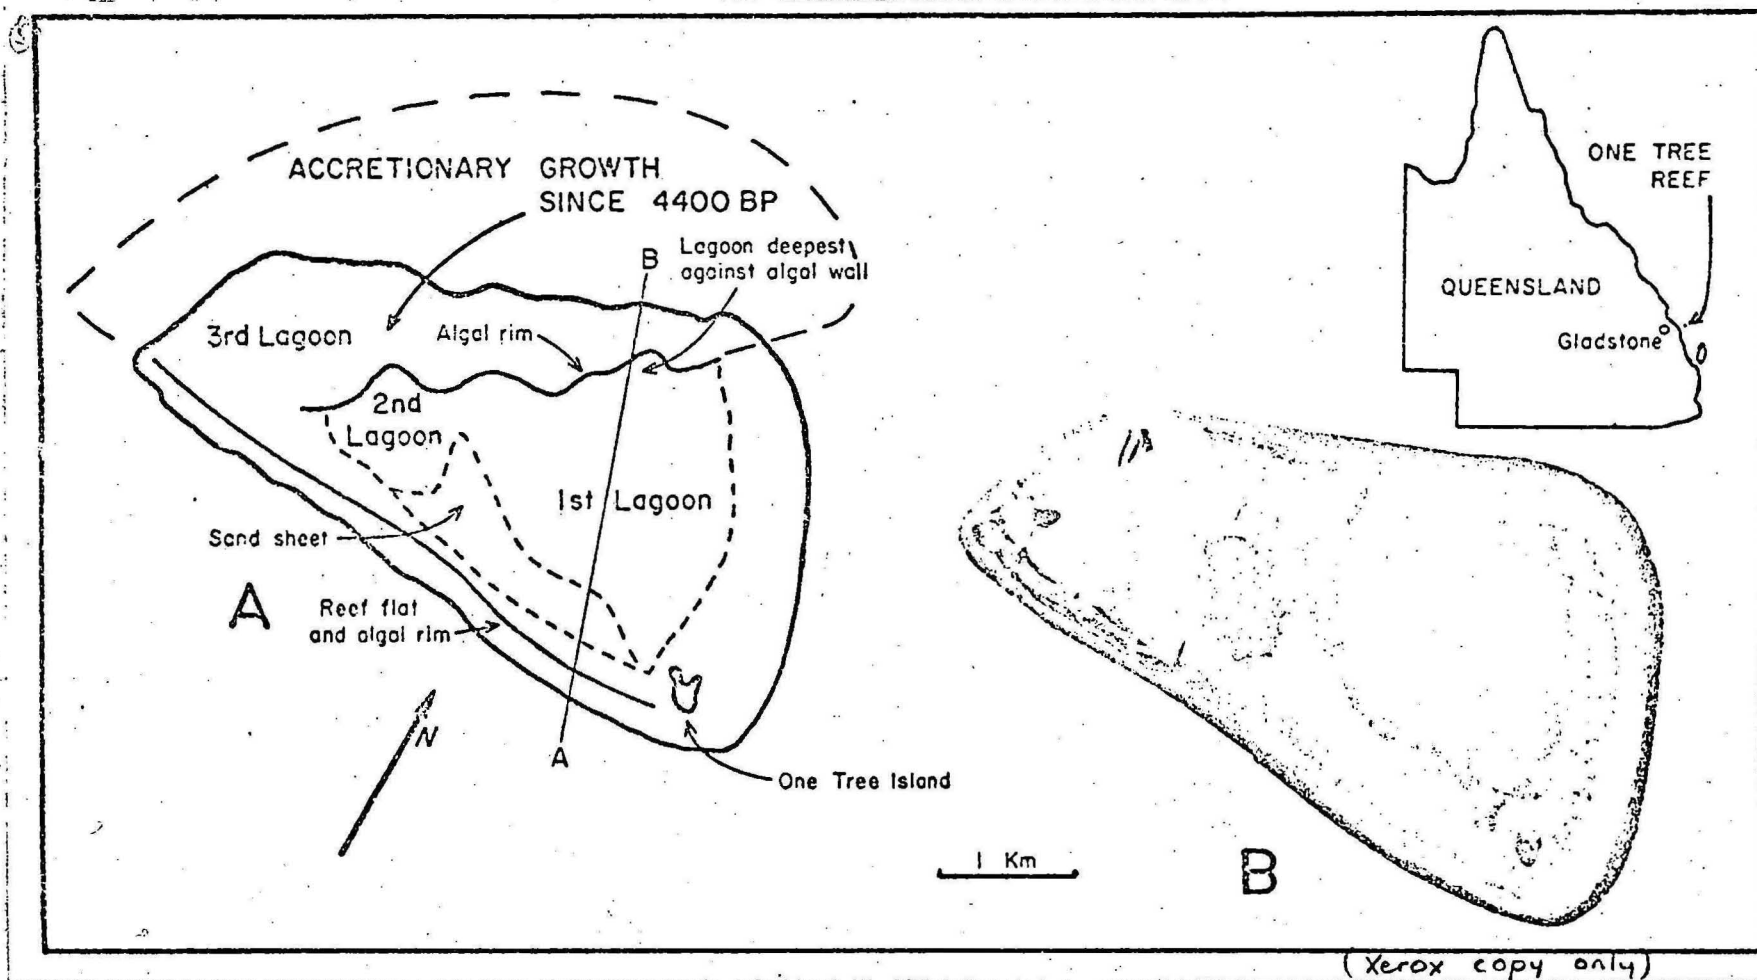 ACCRETIONARY GROWTH
SINCE 4400 BP
B
Lagoon deepest
against algal wall
3rd Lagoon
Algal rim
2nd
Lagoon
1st Lagoon
Sand sheet
A
Reef flat
and algal rim
N
A
One Tree Island
1 Km
B
ONE TREE
REEF
QUEENSLAND
Gladstone
(Xerox copy only)